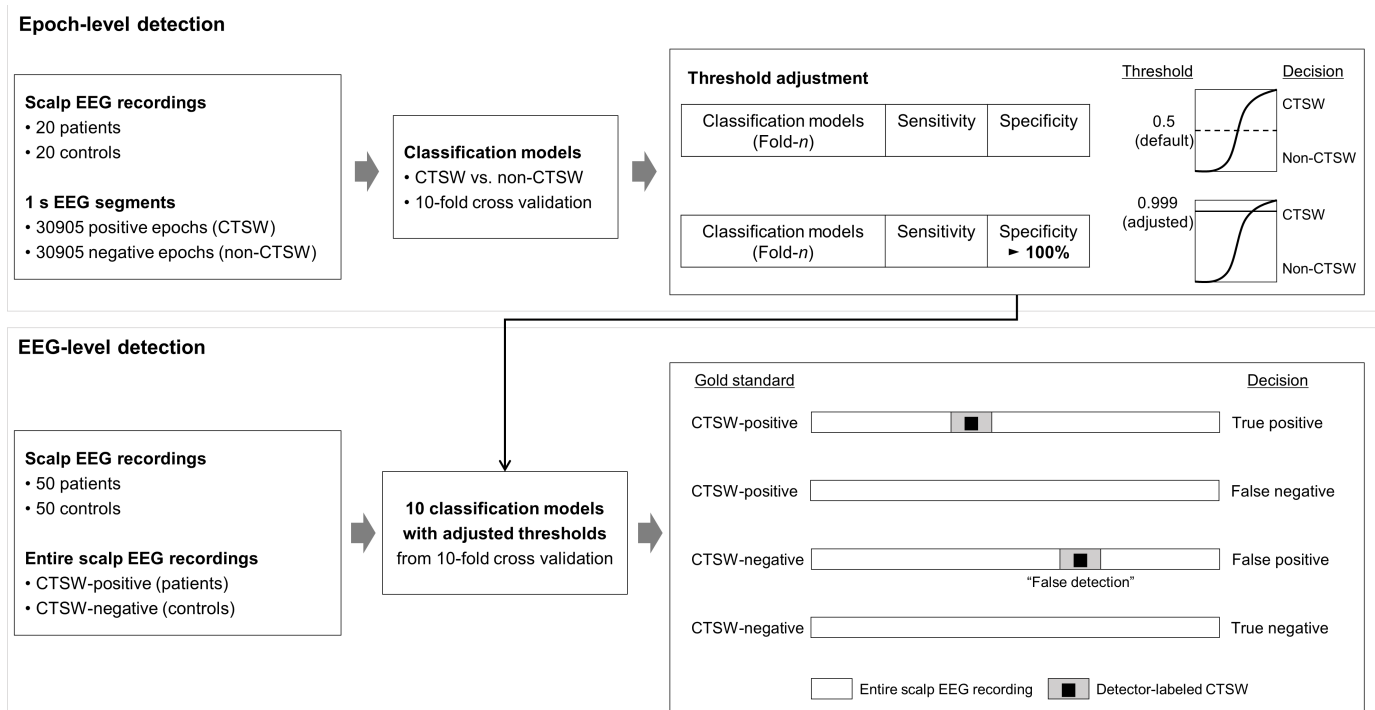 Epoch-level detection
Scalp EEG recordings
• 20 patients
• 20 controls
1 s EEG segments
• 30905 positive epochs (CTSW)
• 30905 negative epochs (non-CTSW)
Classification models
• CTSW vs. non-CTSW
• 10-fold cross validation
Threshold adjustment
Classification models
(Fold-n)
Sensitivity
Specificity
Threshold
Decision
0.5
(default)
CTSW
Non-CTSW
Classification models
(Fold-n)
Sensitivity
Specificity
► 100%
0.999
(adjusted)
CTSW
Non-CTSW
EEG-level detection
Scalp EEG recordings
• 50 patients
• 50 controls
Entire scalp EEG recordings
• CTSW-positive (patients)
• CTSW-negative (controls)
10 classification models
with adjusted thresholds
from 10-fold cross validation
Gold standard
Decision
CTSW-positive
True positive
CTSW-positive
False negative
CTSW-negative
False positive
“False detection”
CTSW-negative
True negative
Entire scalp EEG recording
Detector-labeled CTSW